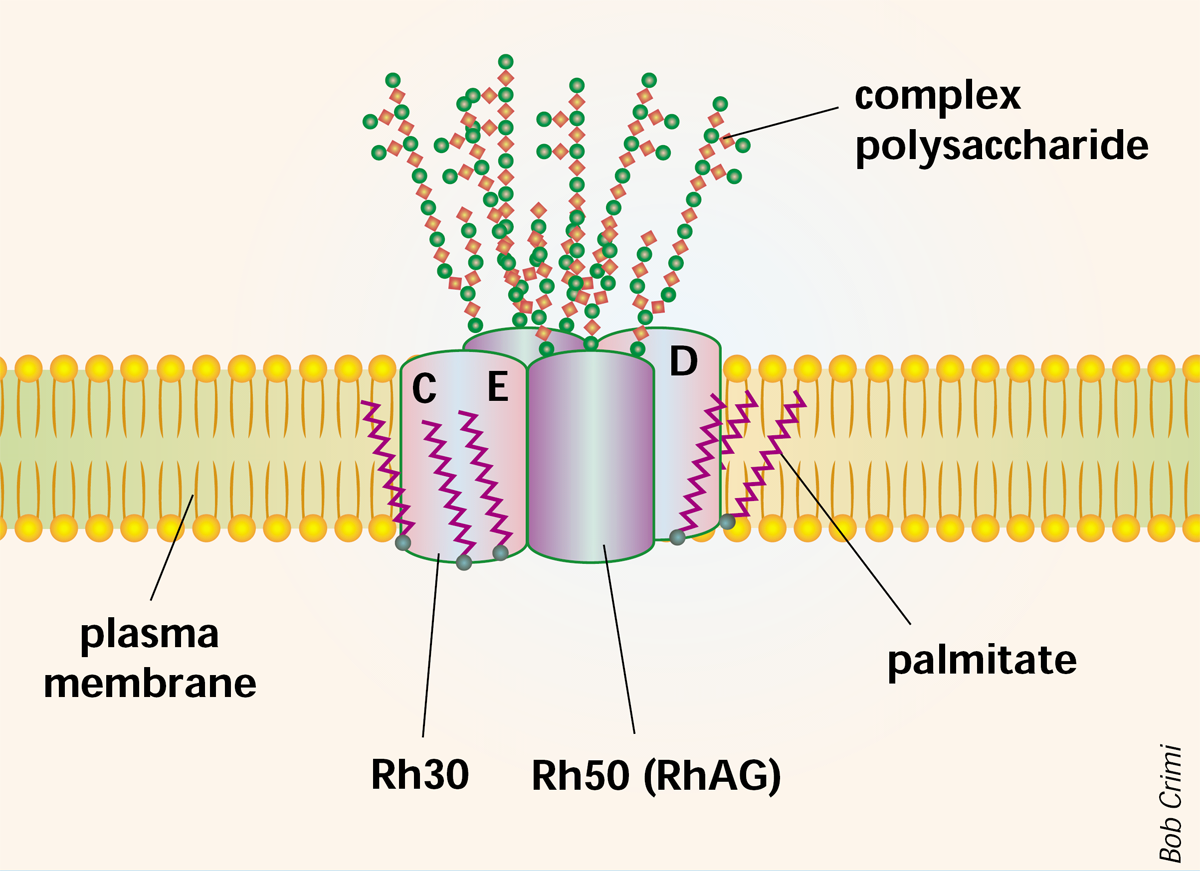 complex
polysaccharide
C
E
D
plasma
membrane
palmitate
Rh30
Rh50 (RhAG)
Bob Crimi